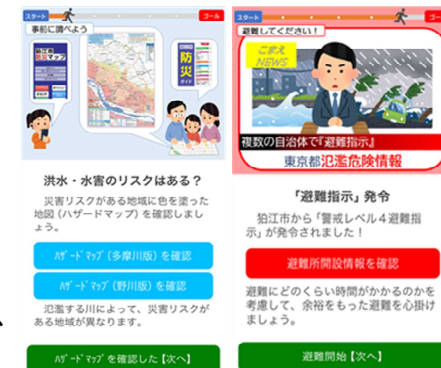 スタート
ゴール
事前に調べよう
防災
ガイド
洪水・水害のリスクはある？
災害リスクがある地域に色を塗った
地図（ハザードマップ）を確認しまし
ょう。
ﾊｻﾞｰﾄﾞﾏｯﾌﾟ（多摩川版）を確認
ﾊｻﾞｰﾄﾞﾏｯﾌﾟ（野川版）を確認
氾濫する川によって、災害リスクが
ある地域が異なります。
ﾊｻﾞｰﾄﾞﾏｯﾌﾟを確認した【次へ】
スタート
避難してください！
こまえ
NEWS
複数の自治体で『避難指示』
東京都氾濫危険情報
「避難指示」発令
狛江市から「警戒レベル４避難指
示」が発令されました！
避難所開設情報を確認
避難にどのくらい時間がかかるのかを
考慮して、余裕をもった避難を心掛け
ましょう。
避難開始【次へ】